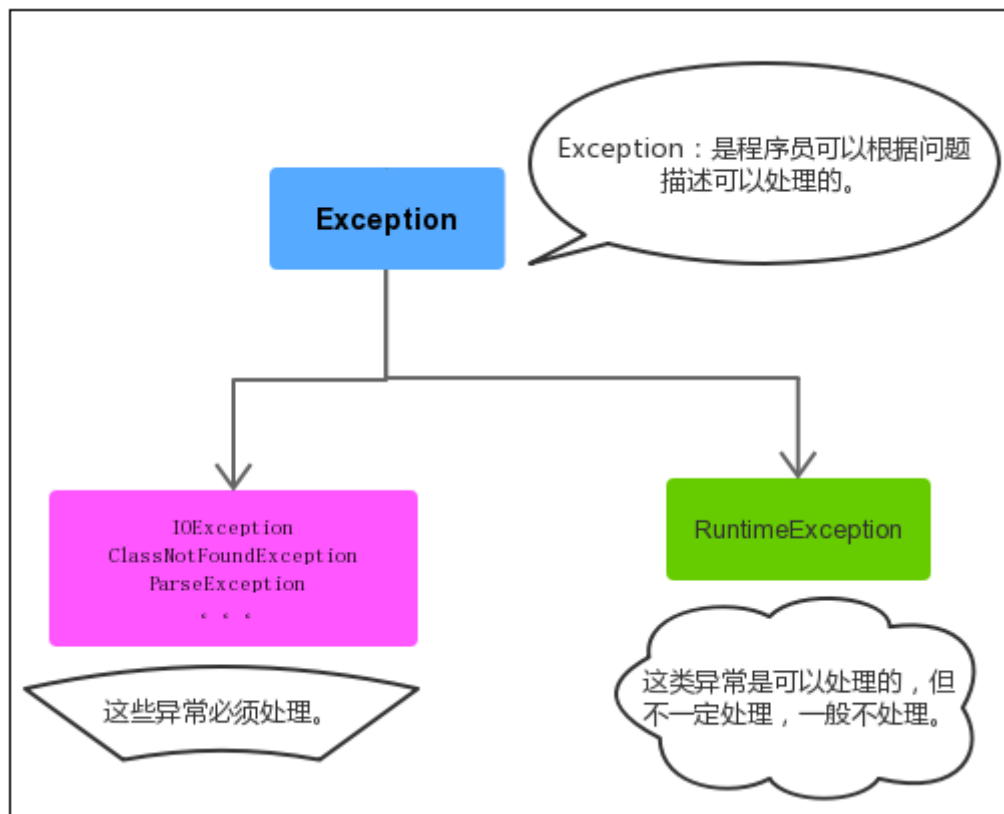 Exception：是程序员可以根据问题
描述可以处理的。
Exception
IOException
ClassNotFoundException
ParseException
。。。
RuntimeException
这些异常必须处理。
这类异常是可以处理的，但
不一定处理，一般不处理。